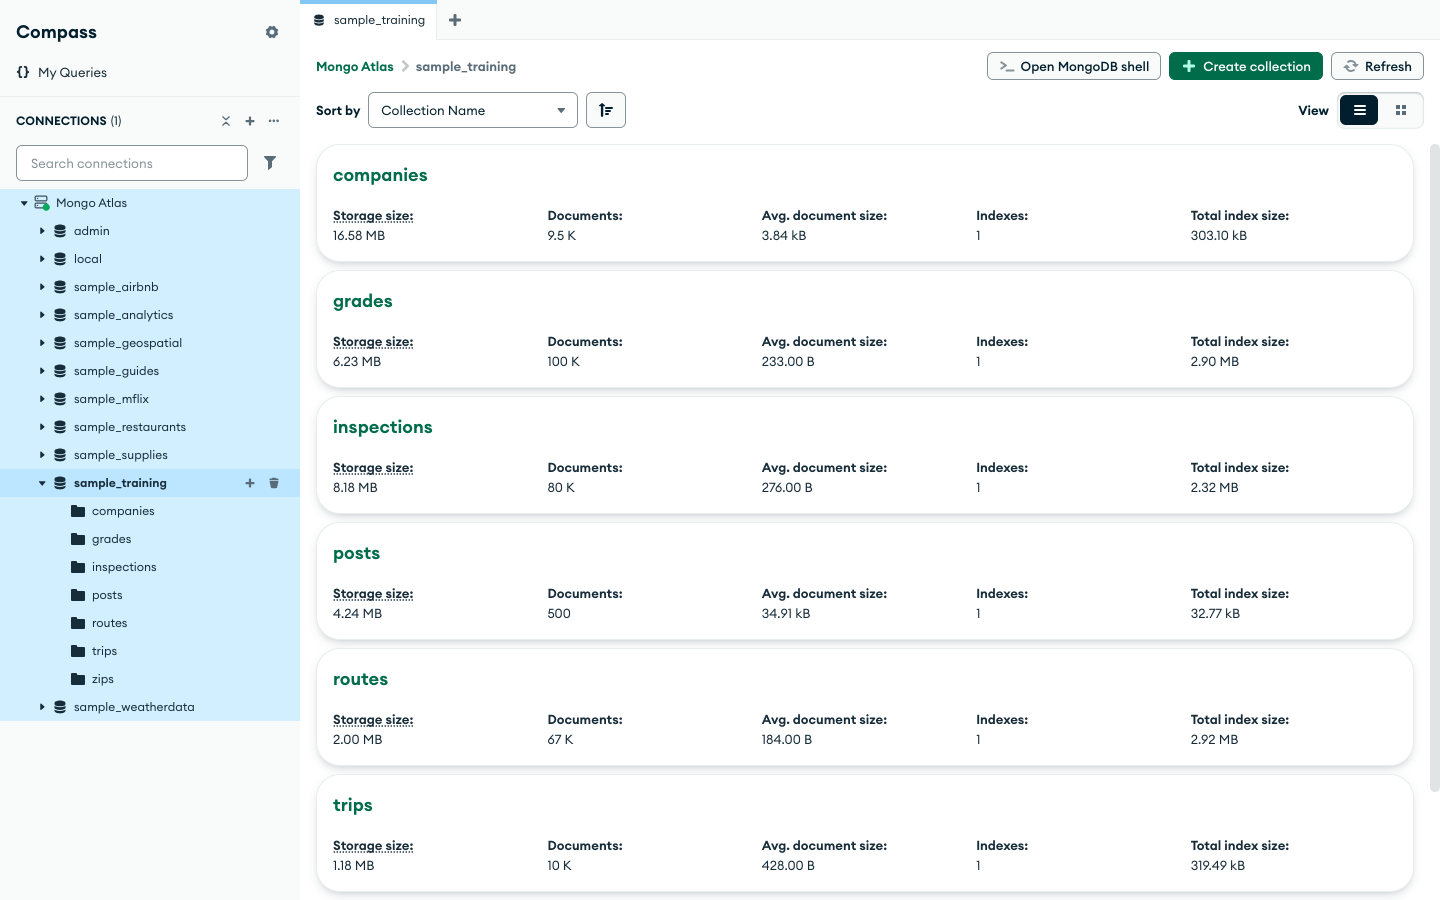 Compass
My Queries
CONNECTIONS (1)
Search connections
Mongo Atlas
admin
local
sample_airbnb
sample_analytics
sample_geospatial
sample_guides
sample_mflix
sample_restaurants
sample_supplies
sample_training
companies
grades
inspections
posts
routes
trips
zips
sample_weatherdata
sample_training
Mongo Atlas sample_training
Open MongoDB shell
Create collection
Refresh
Sort by Collection Name
View
companies
Storage size: Documents: Avg. document size: Indexes: Total index size:
16.58 MB 9.5 K 3.84 kB 1 303.10 kB
grades
Storage size: Documents: Avg. document size: Indexes: Total index size:
6.23 MB 100 K 233.00 B 1 2.90 MB
inspections
Storage size: Documents: Avg. document size: Indexes: Total index size:
8.18 MB 80 K 276.00 B 1 2.32 MB
posts
Storage size: Documents: Avg. document size: Indexes: Total index size:
4.24 MB 500 34.91 kB 1 32.77 kB
routes
Storage size: Documents: Avg. document size: Indexes: Total index size:
2.00 MB 67 K 184.00 B 1 2.92 MB
trips
Storage size: Documents: Avg. document size: Indexes: Total index size:
1.18 MB 10 K 428.00 B 1 319.49 kB